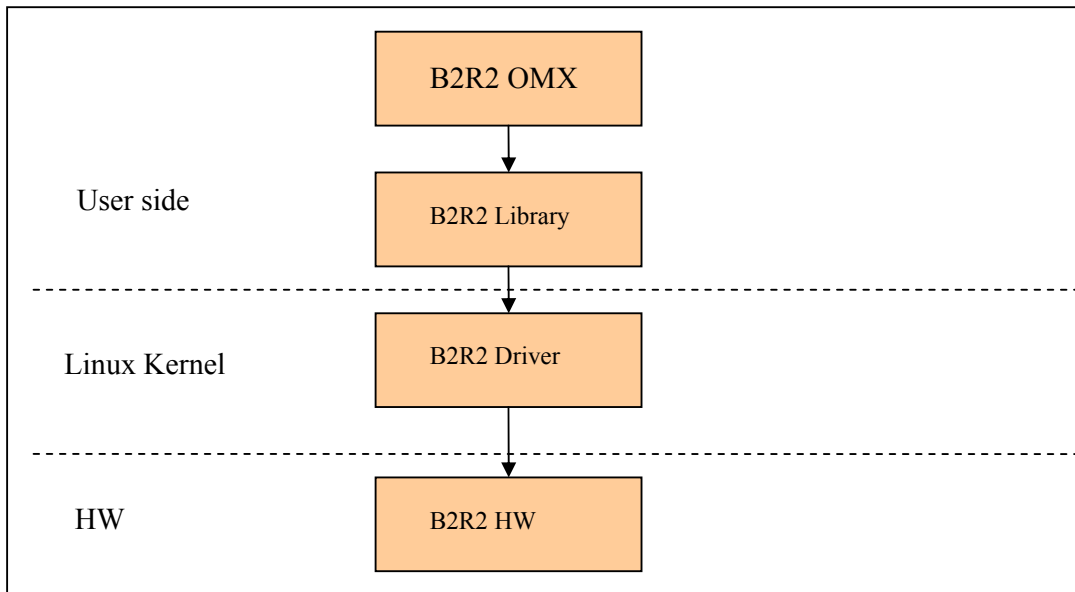 B2R2 OMX
User side
B2R2 Library
Linux Kernel
B2R2 Driver
HW
B2R2 HW